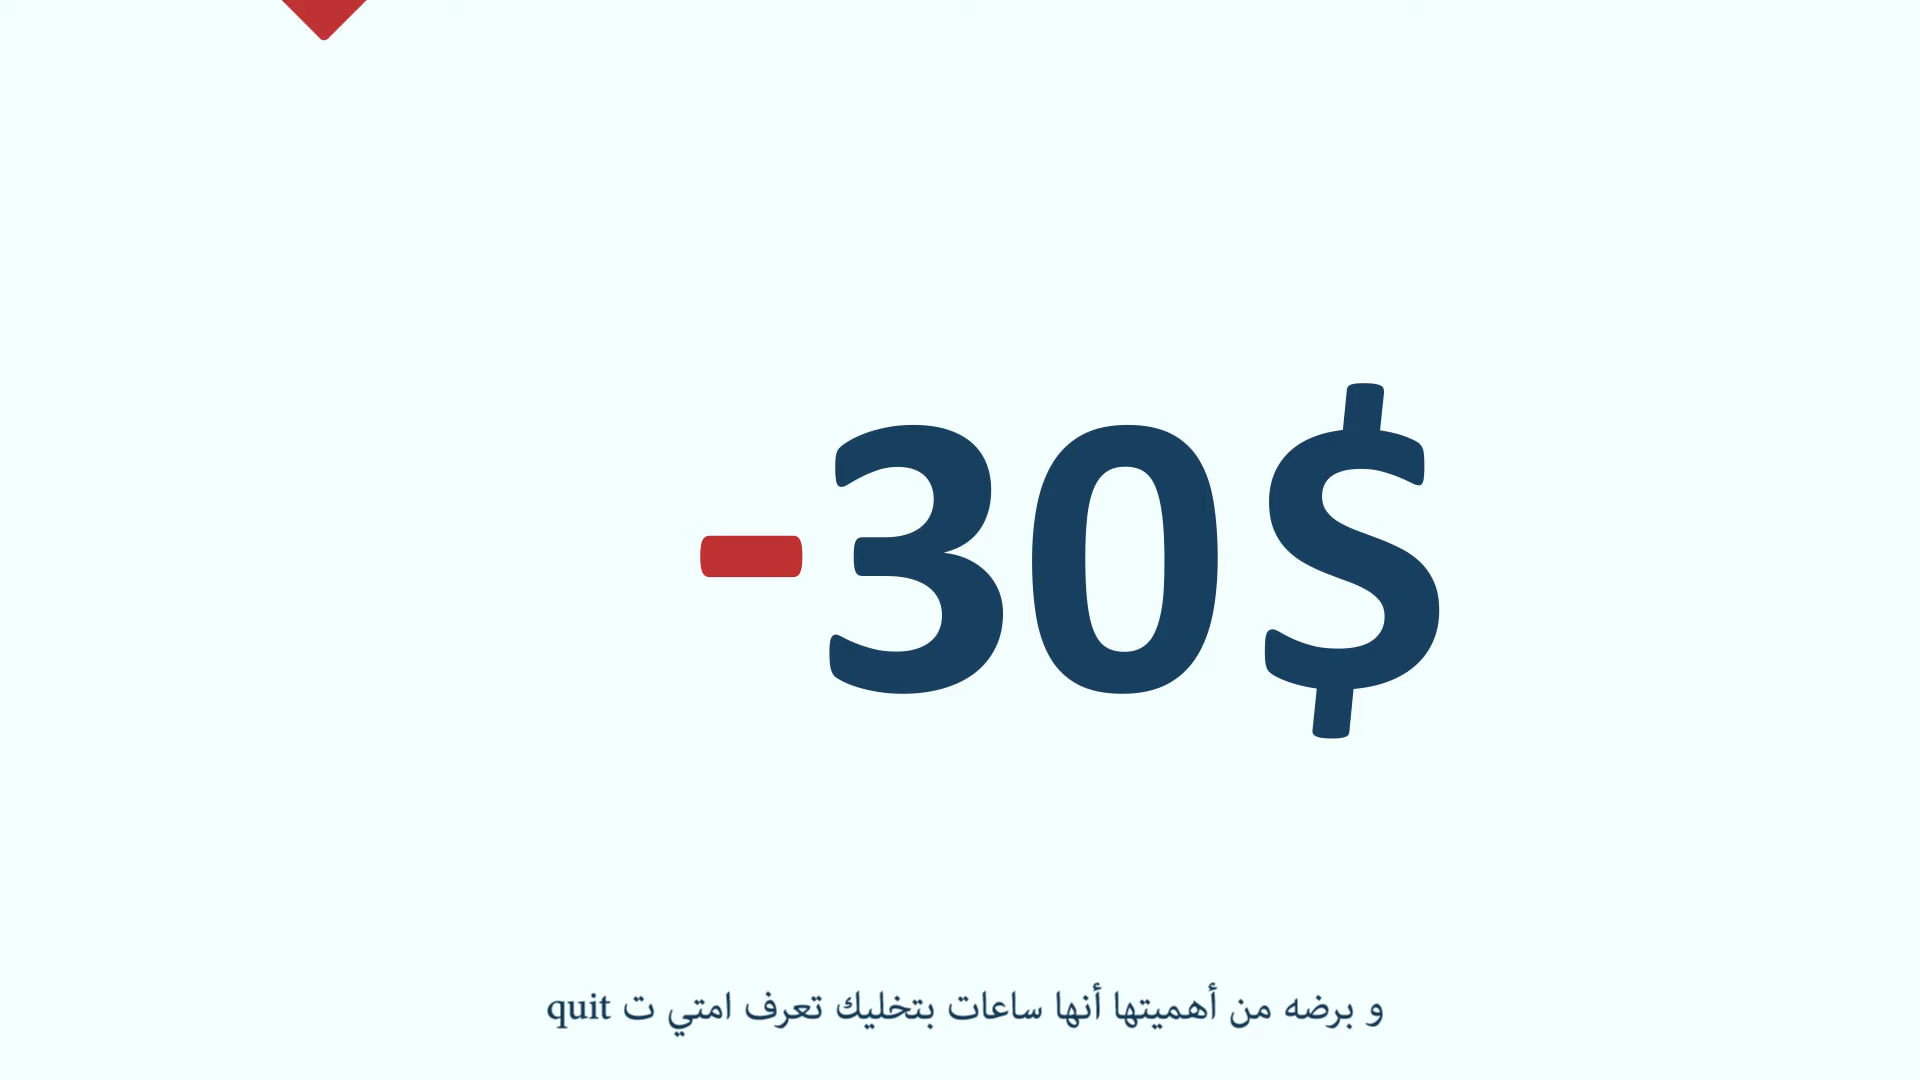 -30$
و برضه من أهميتها أنها ساعات بتخليك تعرف امتي ت quit